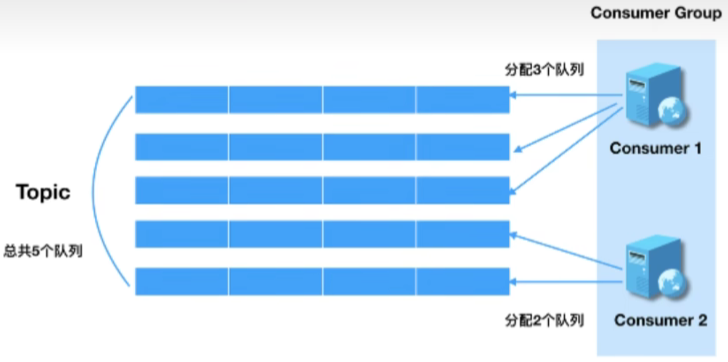 Consumer Group
分配3个队列
Consumer 1
Topic
总共5个队列
分配2个队列
Consumer 2